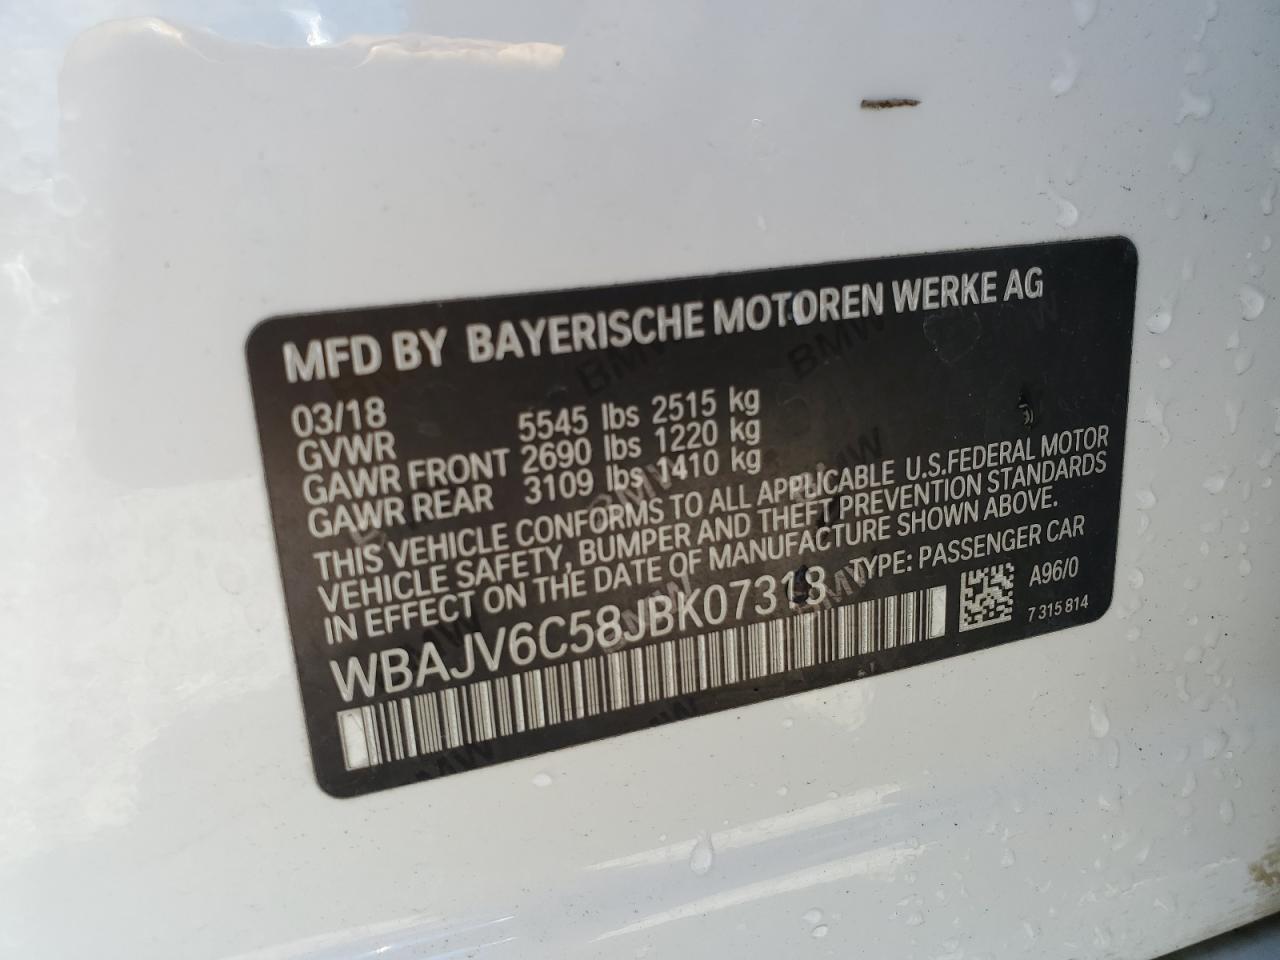 MFD BY BAYERISCHE MOTOREN WERKE AG
03/18
GVWR 5545 lbs 2515 kg
GAWR FRONT 2690 lbs 1220 kg
GAWR REAR 3109 lbs 1410 kg
THIS VEHICLE CONFORMS TO ALL APPLICABLE U.S.FEDERAL MOTOR
VEHICLE SAFETY, BUMPER AND THEFT PREVENTION STANDARDS
IN EFFECT ON THE DATE OF MANUFACTURE SHOWN ABOVE.
WBAJV6C58JBK07318 TYPE: PASSENGER CAR
A96/0
7 315 814